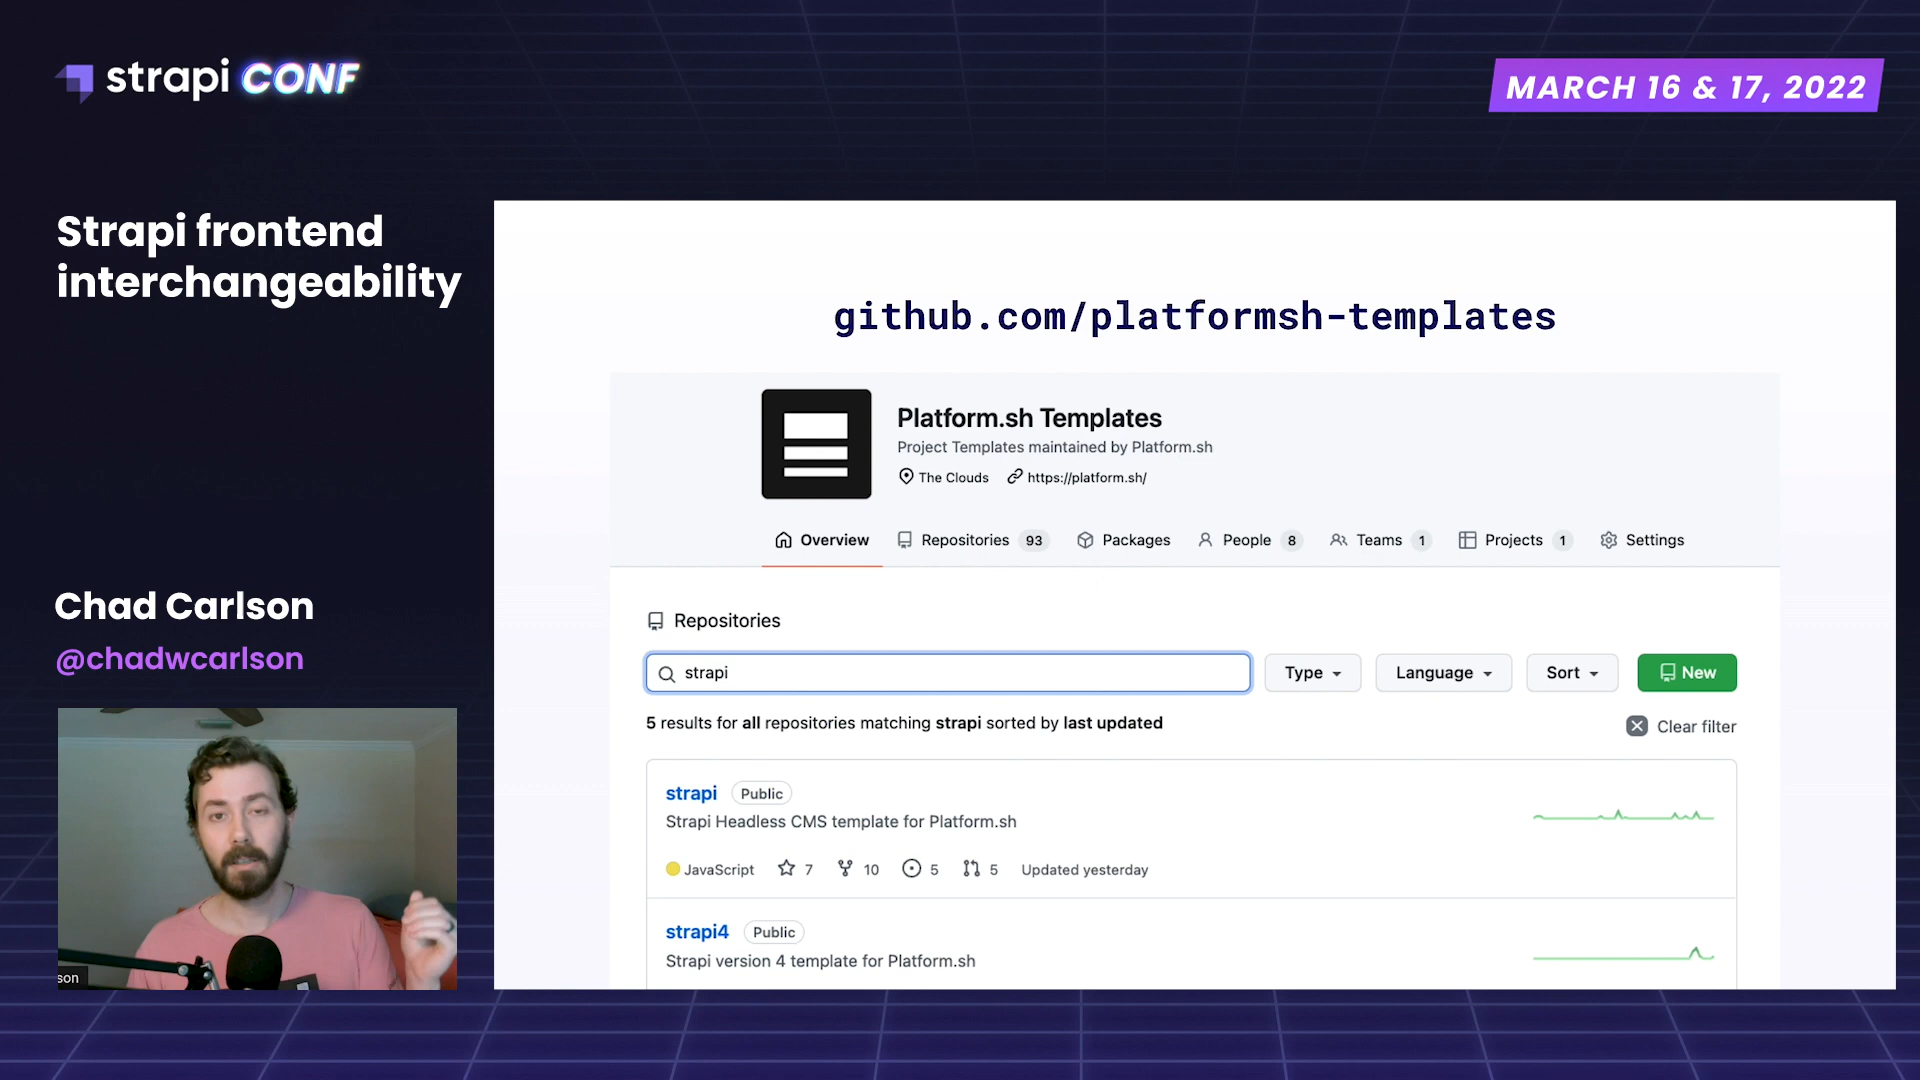 strapi CONF
MARCH 16 & 17, 2022
Strapi frontend
interchangeability
Chad Carlson
@chadwcarlson
son
github.com/platformsh-templates
Platform.sh Templates
Project Templates maintained by Platform.sh
The Clouds https://platform.sh/
Overview Repositories 93 Packages People 8 Teams 1 Projects 1 Settings
Repositories
strapi Type Language Sort New
5 results for all repositories matching strapi sorted by last updated Clear filter
strapi Public
Strapi Headless CMS template for Platform.sh
JavaScript 7 10 5 5 Updated yesterday
strapi4 Public
Strapi version 4 template for Platform.sh